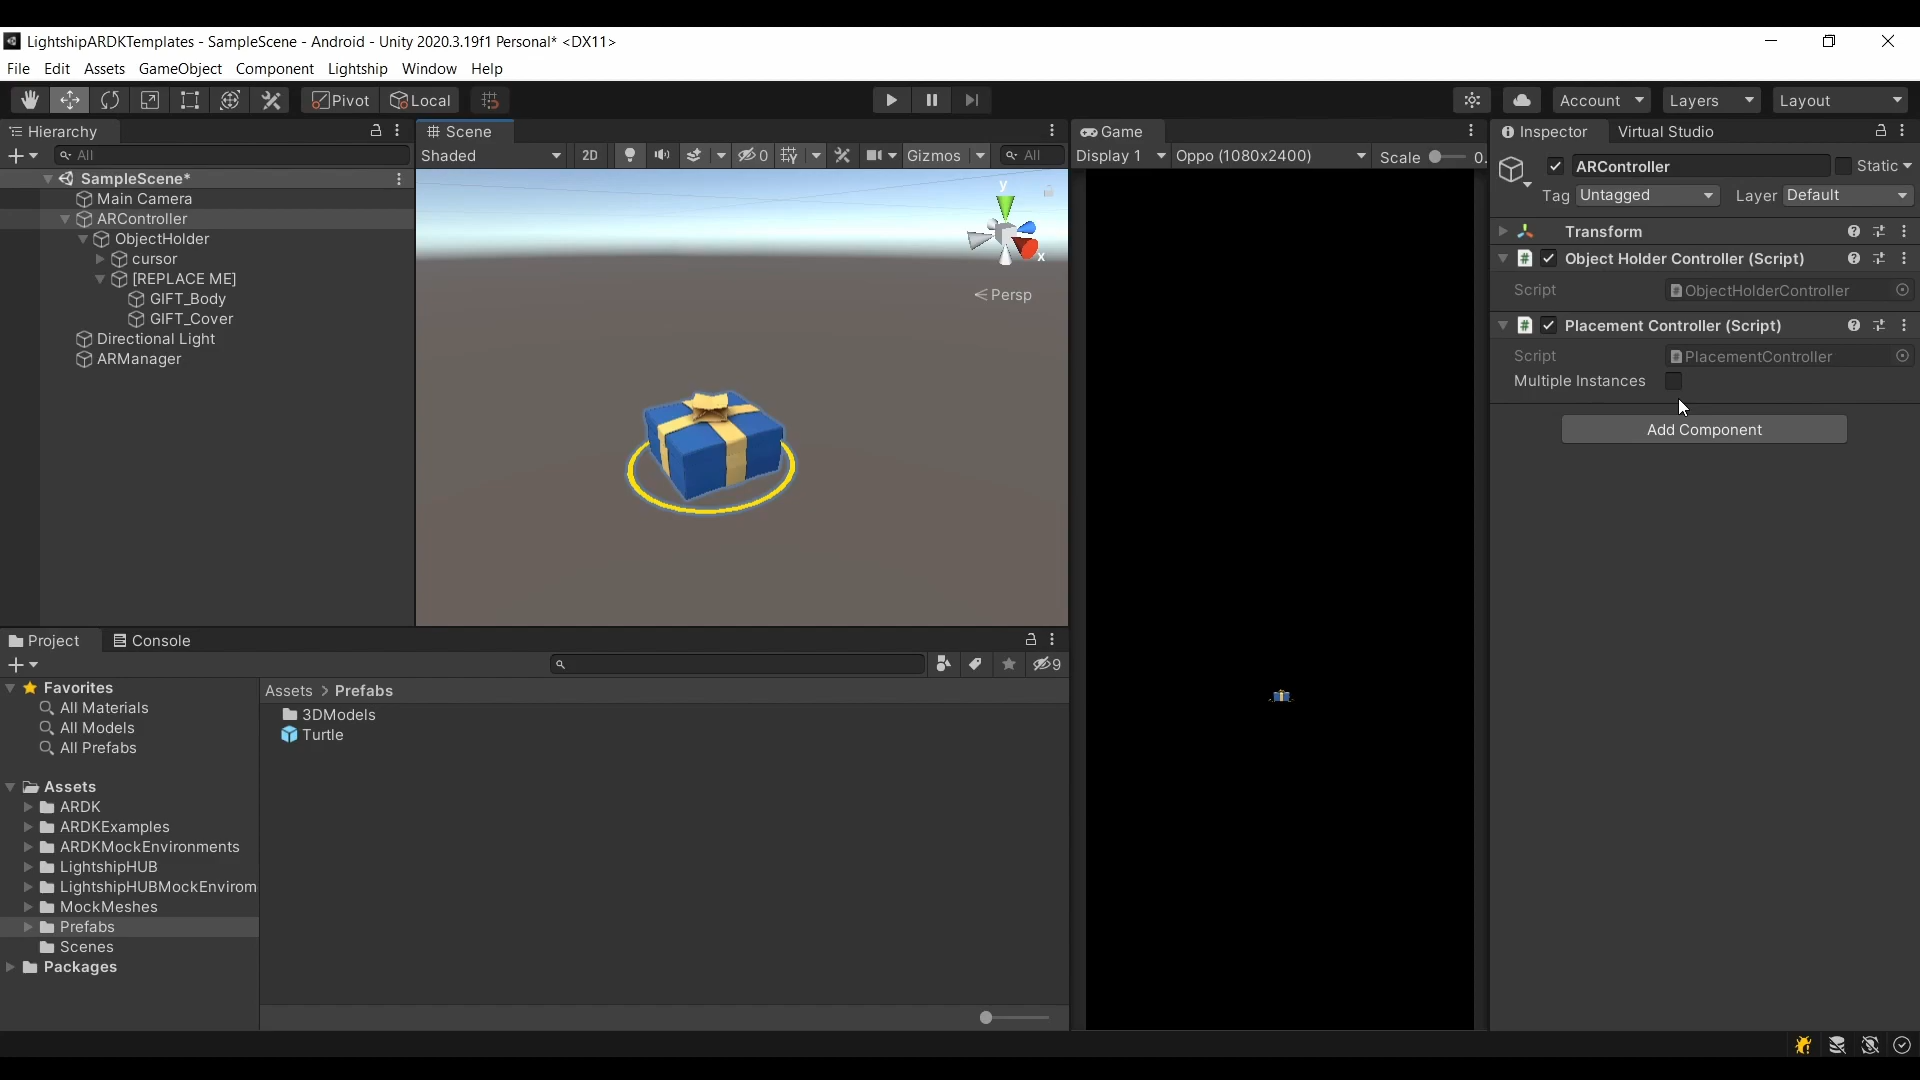 LightshipARDKTemplates - SampleScene - Android - Unity 2020.3.19f1 Personal* <DX11>
File Edit Assets GameObject Component Lightship Window Help
Pivot Local Account Layers Layout
Hierarchy
All
SampleScene*
Main Camera
ARController
ObjectHolder
cursor
[REPLACE ME]
GIFT_Body
GIFT_Cover
Directional Light
ARManager
Scene
Shaded 2D 0 Gizmos All
y
x
Persp
Game
Display 1 Oppo (1080x2400) Scale 0.
Inspector Virtual Studio
ARController Static
Tag Untagged Layer Default
Transform
Object Holder Controller (Script)
Script ObjectHolderController
Placement Controller (Script)
Script PlacementController
Multiple Instances
Add Component
Project Console
9
Favorites
All Materials
All Models
All Prefabs
Assets
ARDK
ARDKExamples
ARDKMockEnvironments
LightshipHUB
LightshipHUBMockEnvirom
MockMeshes
Prefabs
Scenes
Packages
Assets > Prefabs
3DModels
Turtle